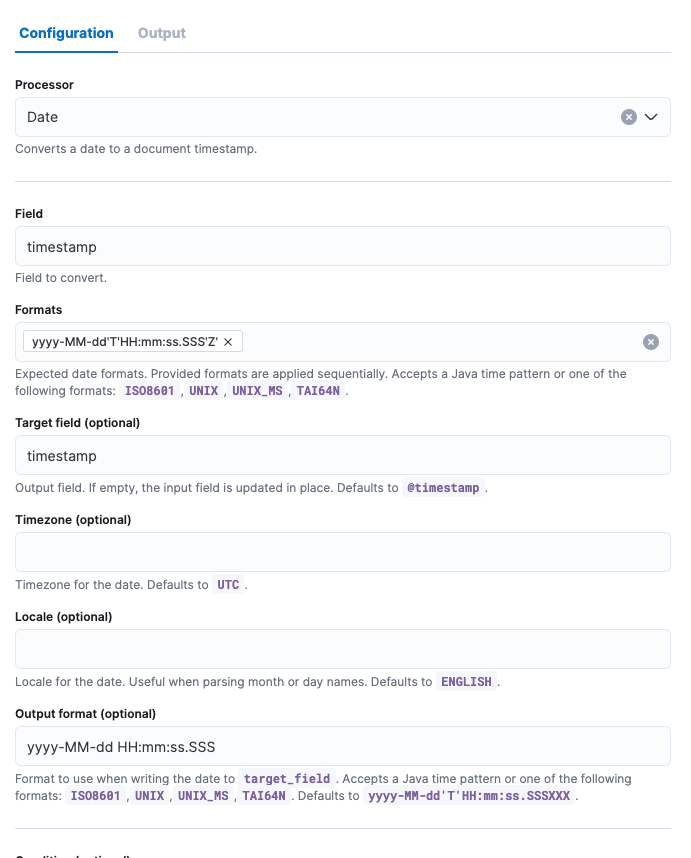 Configuration Output
Processor
Date
Converts a date to a document timestamp.
Field
timestamp
Field to convert.
Formats
yyyy-MM-dd'T'HH:mm:ss.SSS'Z' ×
Expected date formats. Provided formats are applied sequentially. Accepts a Java time pattern or one of the
following formats: ISO8601 , UNIX , UNIX_MS , TAI64N .
Target field (optional)
timestamp
Output field. If empty, the input field is updated in place. Defaults to @timestamp .
Timezone (optional)
Timezone for the date. Defaults to UTC .
Locale (optional)
Locale for the date. Useful when parsing month or day names. Defaults to ENGLISH .
Output format (optional)
yyyy-MM-dd HH:mm:ss.SSS
Format to use when writing the date to target_field . Accepts a Java time pattern or one of the following
formats: ISO8601 , UNIX , UNIX_MS , TAI64N . Defaults to yyyy-MM-dd'T'HH:mm:ss.SSSXXX .
Condition (optional)